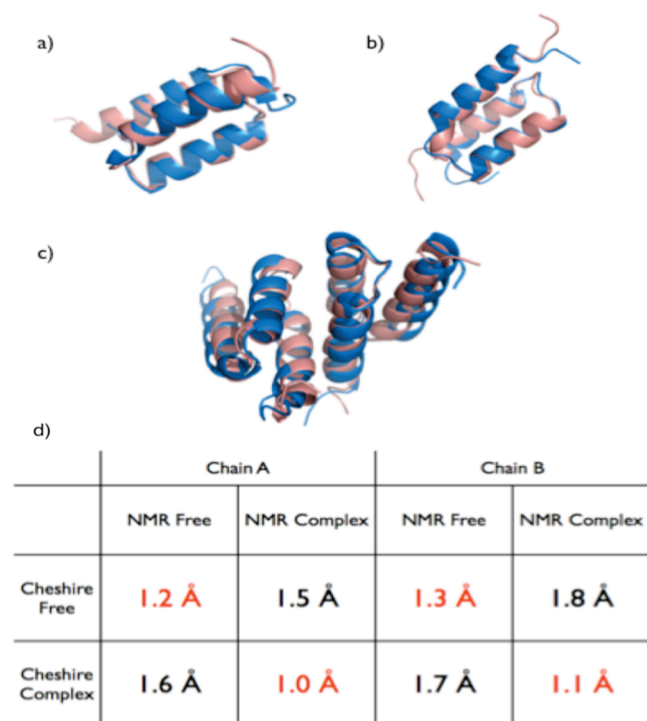 a)
b)
c)
d)
Chain A
Chain B
NMR Free
NMR Complex
NMR Free
NMR Complex
Cheshire
Free
1.2 Å
1.5 Å
1.3 Å
1.8 Å
Cheshire
Complex
1.6 Å
1.0 Å
1.7 Å
1.1 Å